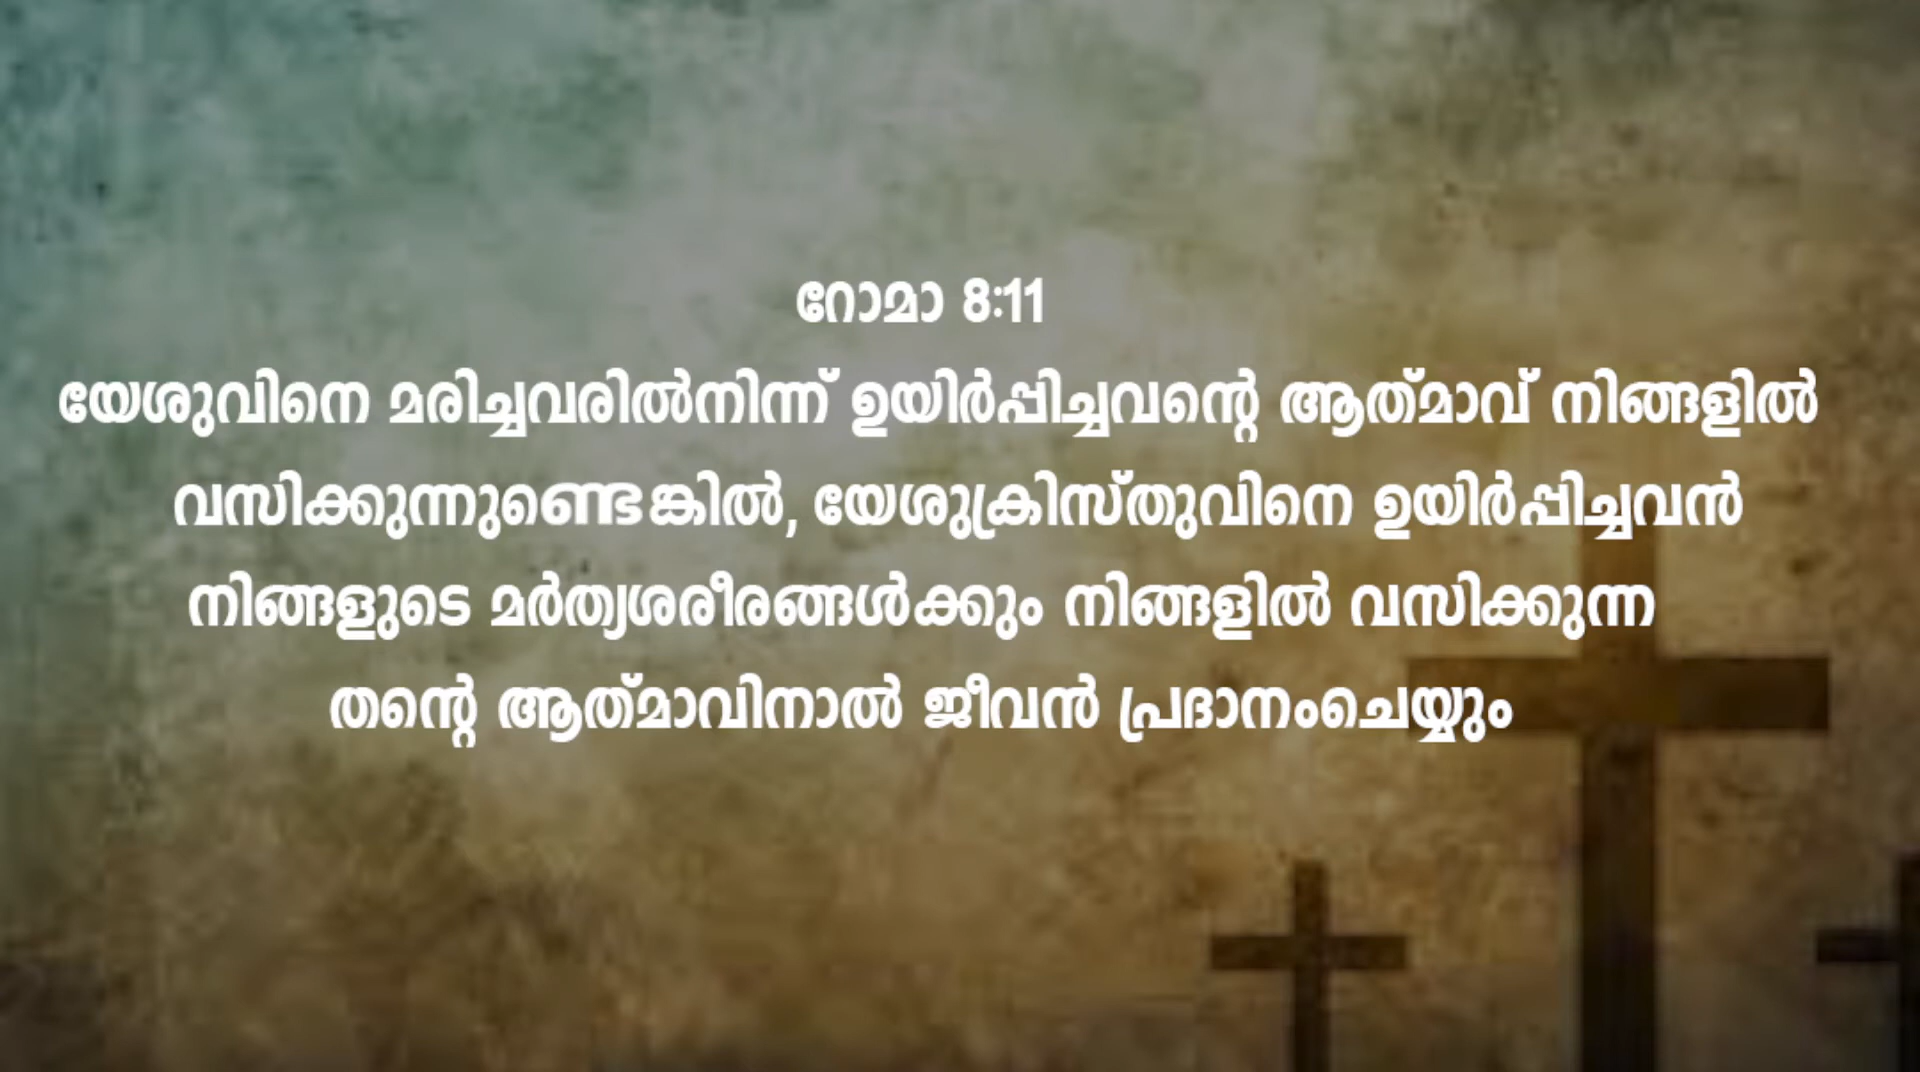 റോമാ 8:11
യേശുവിനെ മരിച്ചവരിൽനിന്ന് ഉയിർപ്പിച്ചവന്റെ ആത്‌മാവ് നിങ്ങളിൽ
വസിക്കുന്നുണ്ടെങ്കിൽ, യേശുക്രിസ്തുവിനെ ഉയിർപ്പിച്ചവൻ
നിങ്ങളുടെ മർത്യശരീരങ്ങൾക്കും നിങ്ങളിൽ വസിക്കുന്ന
തന്റെ ആത്‌മാവിനാൽ ജീവൻ പ്രദാനംചെയ്യും